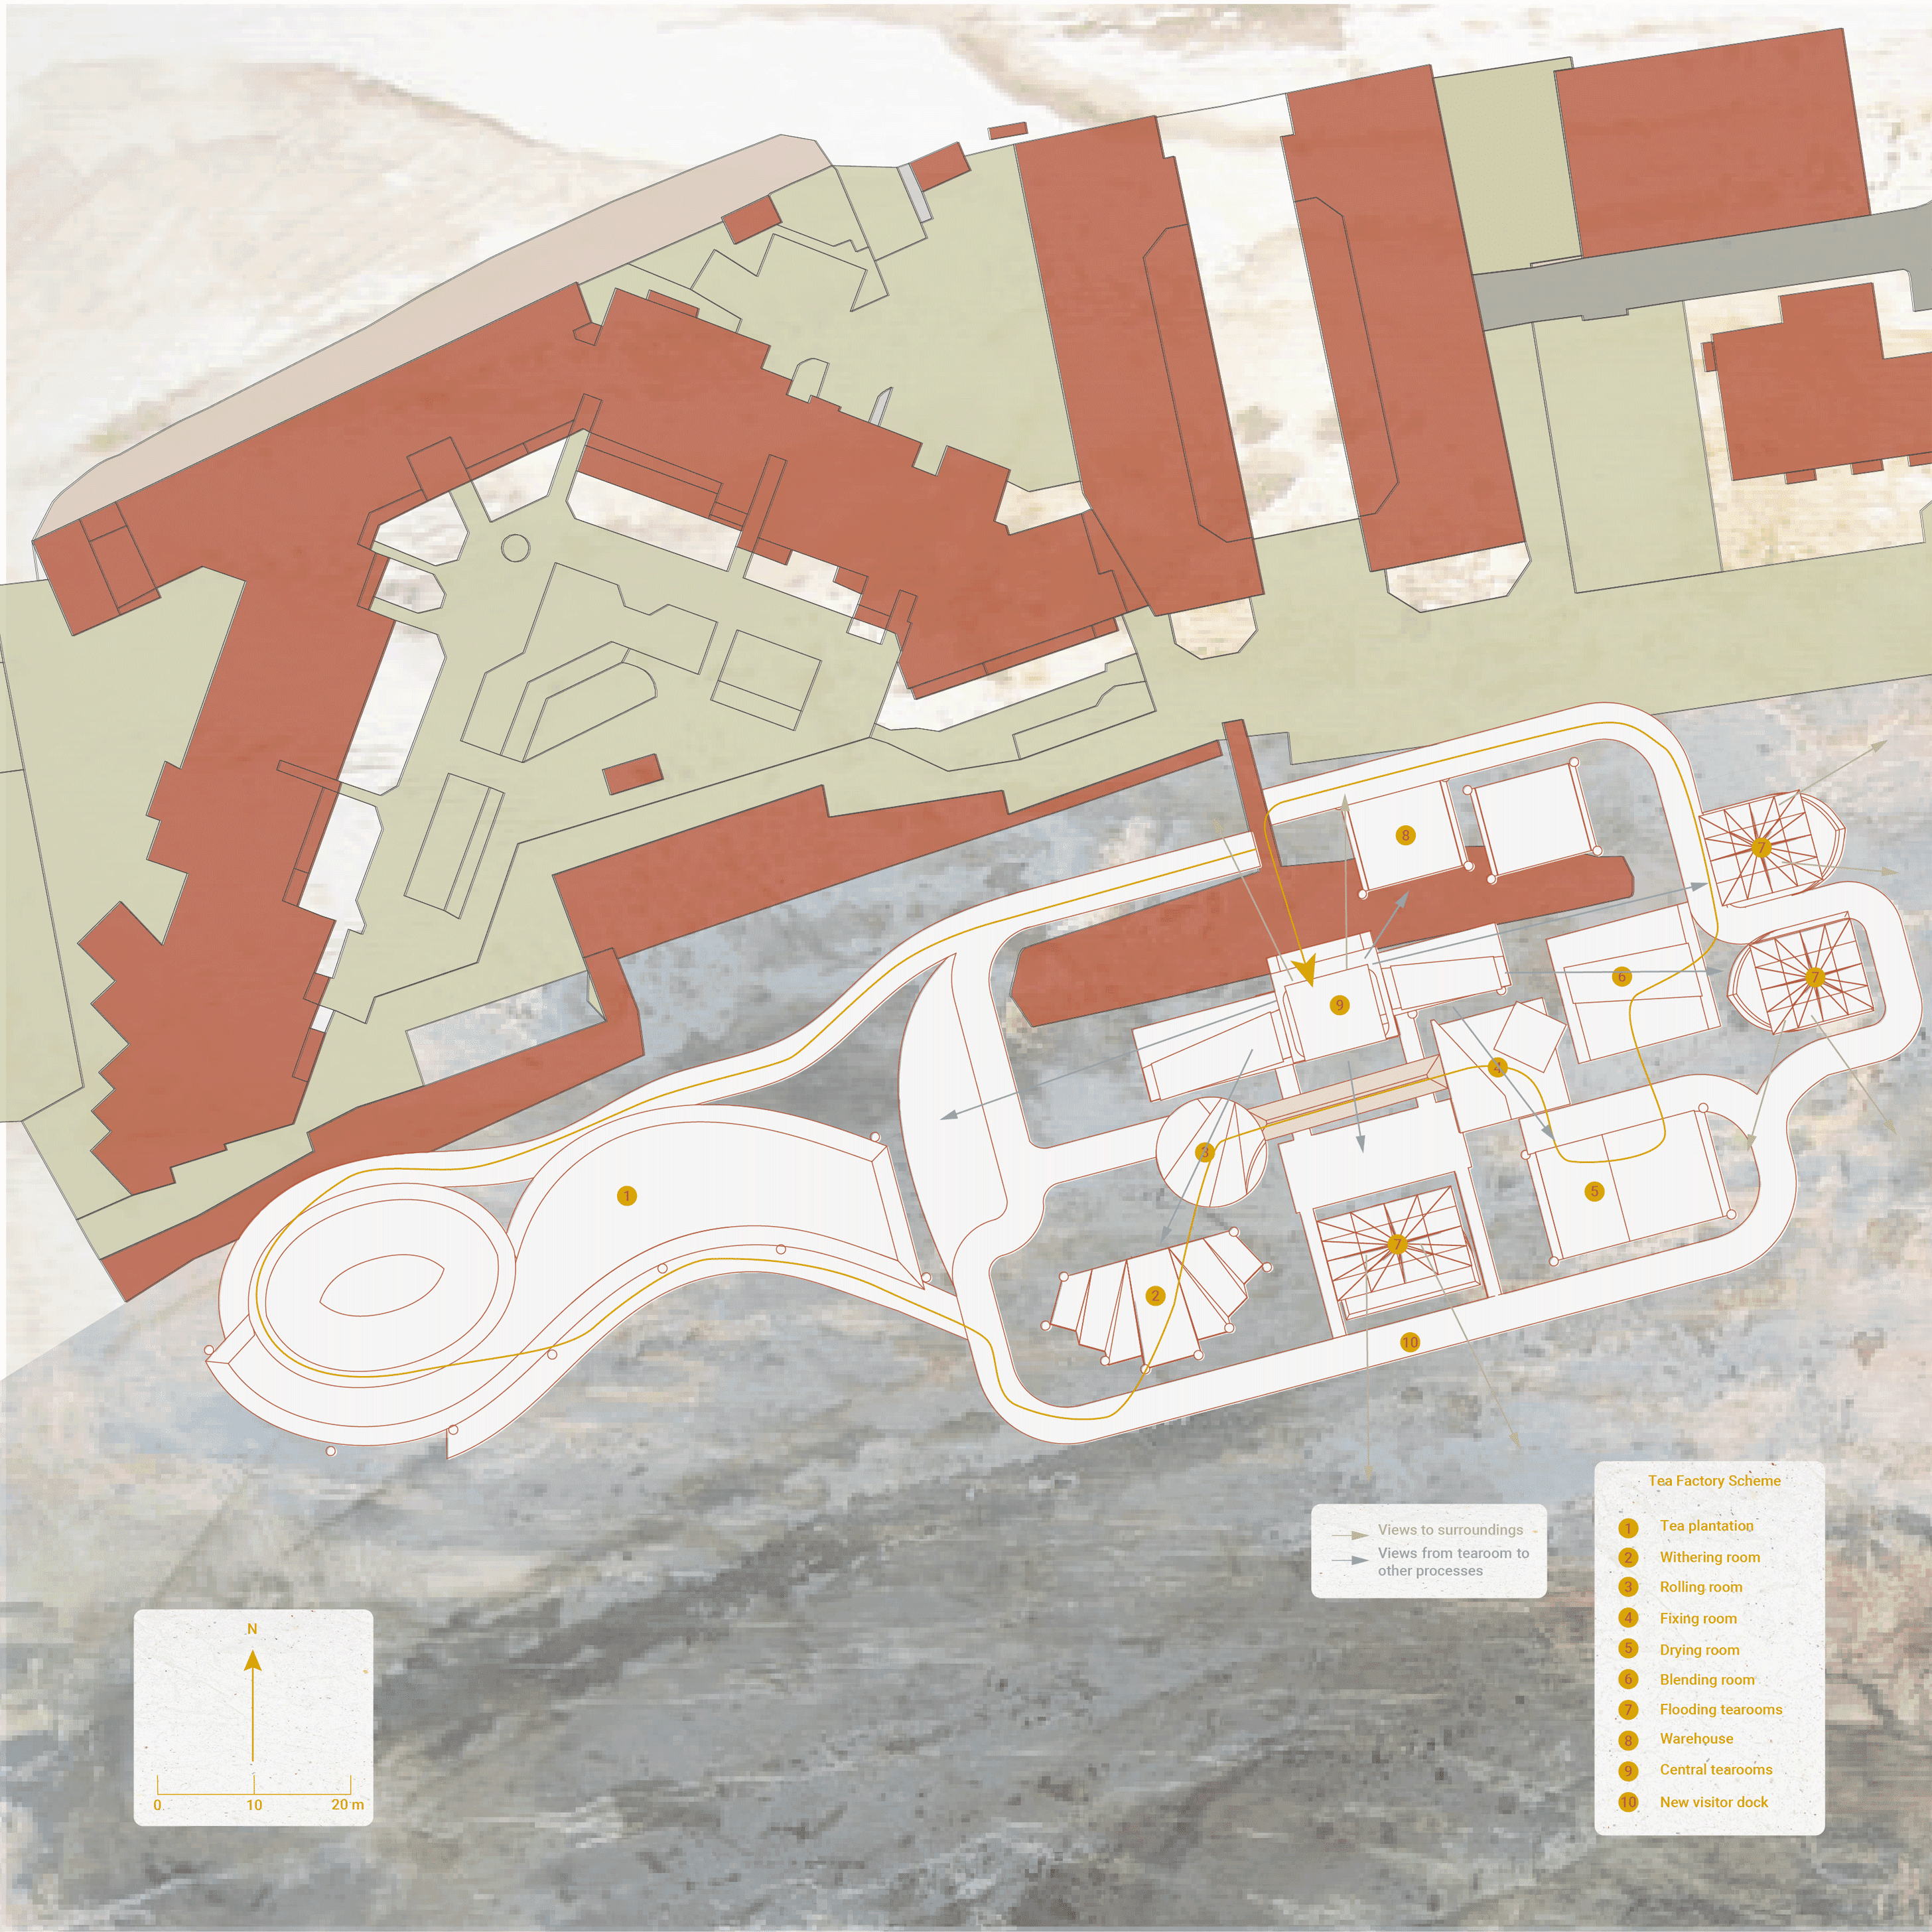 8
7
6
7
9
4
3
5
1
7
2
10
Tea Factory Scheme
1 Tea plantation
2 Withering room
3 Rolling room
4 Fixing room
5 Drying room
6 Blending room
7 Flooding tearooms
8 Warehouse
9 Central tearooms
10 New visitor dock
Views to surroundings
Views from tearoom to
other processes
N
0 10 20 m